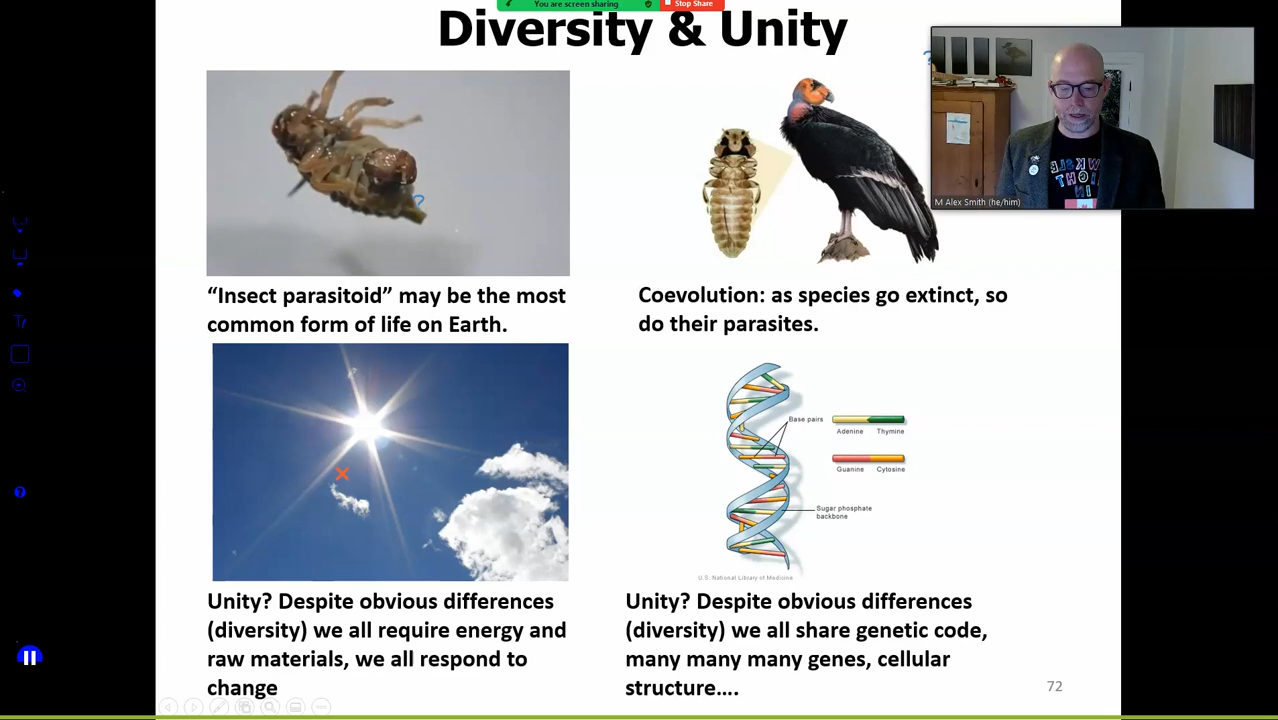 You are screen sharing
Stop Share
Diversity & Unity
?
?
M Alex Smith (he/him)
“Insect parasitoid” may be the most
common form of life on Earth.
Coevolution: as species go extinct, so
do their parasites.
Base pairs
Adenine Thymine
Guanine Cytosine
Sugar phosphate
backbone
U.S. National Library of Medicine
Unity? Despite obvious differences
(diversity) we all require energy and
raw materials, we all respond to
change
Unity? Despite obvious differences
(diversity) we all share genetic code,
many many many genes, cellular
structure....
72